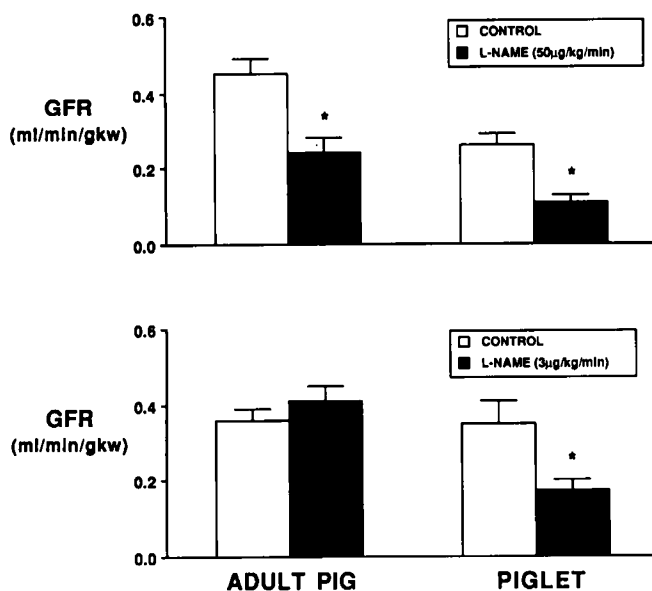 0.6
0.4
0.2
0.0
GFR
(ml/min/gkw)
CONTROL
L-NAME (50µg/kg/min)
*
*
0.6
0.4
0.2
0.0
GFR
(ml/min/gkw)
CONTROL
L-NAME (3µg/kg/min)
*
ADULT PIG
PIGLET